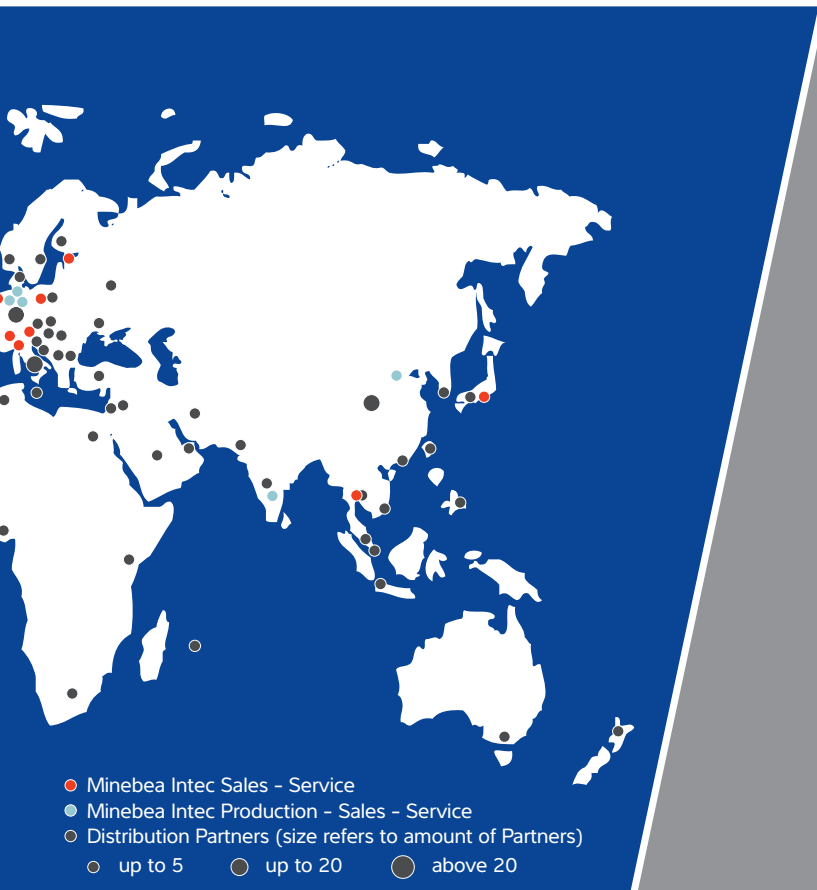 Minebea Intec Sales - Service
Minebea Intec Production - Sales - Service
Distribution Partners (size refers to amount of Partners)
up to 5 up to 20 above 20